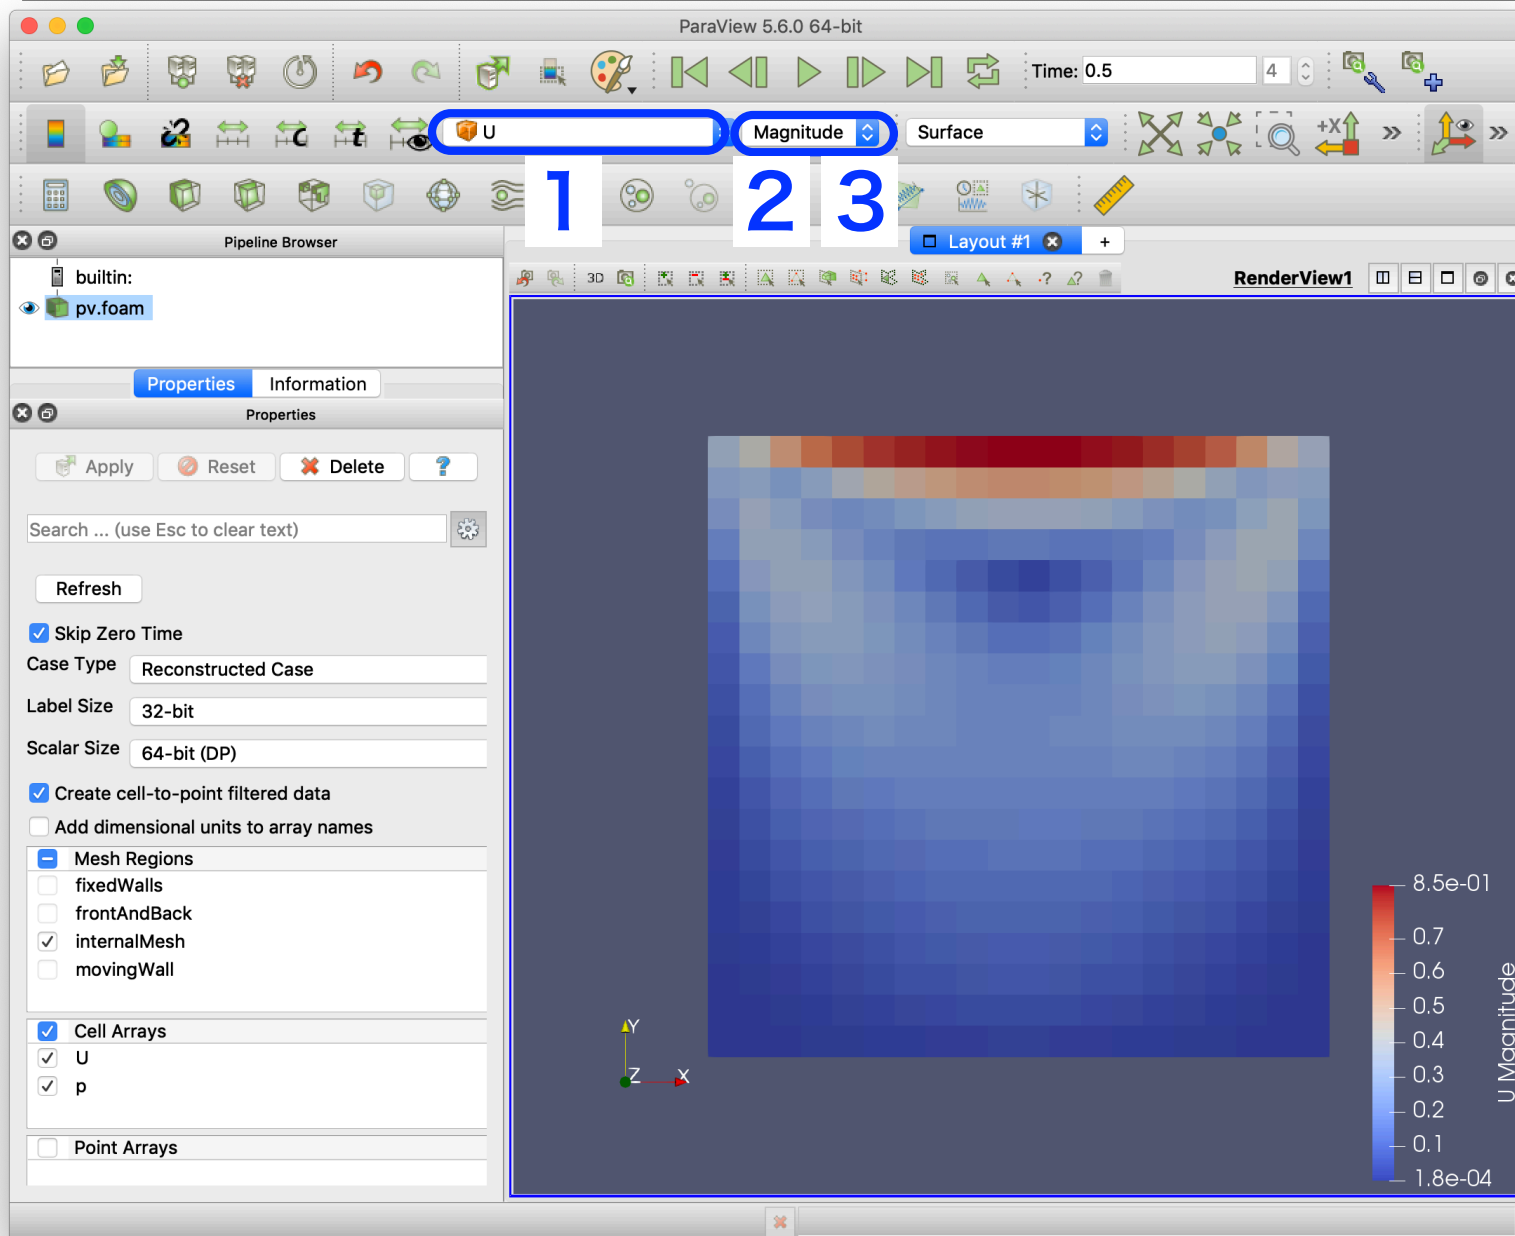 ParaView 5.6.0 64-bit
Time: 0.5 4
C t U Magnitude Surface +X
1 2 3
Pipeline Browser
Layout #1 +
builtin:
3D ? ? RenderView1
pv.foam
Properties Information
Properties
Apply Reset Delete ?
Search ... (use Esc to clear text)
Refresh
Skip Zero Time
Case Type Reconstructed Case
Label Size 32-bit
Scalar Size 64-bit (DP)
Create cell-to-point filtered data
Add dimensional units to array names
Mesh Regions
fixedWalls
frontAndBack
internalMesh
movingWall
Cell Arrays
U
p
Point Arrays
Y
Z X
8.5e-01
0.7
0.6
0.5
0.4
0.3
0.2
0.1
1.8e-04
U Magnitude